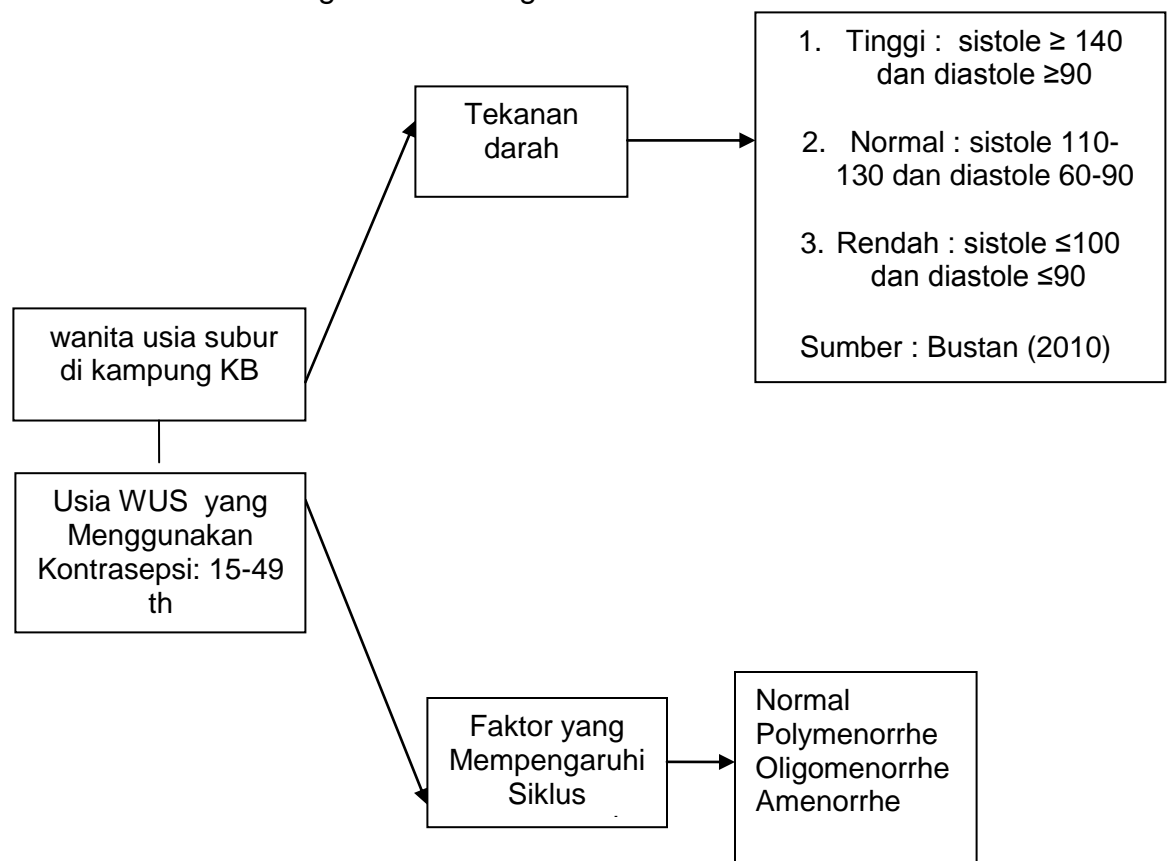 Tekanan
darah
1. Tinggi : sistole ≥ 140
dan diastole ≥90
2. Normal : sistole 110-
130 dan diastole 60-90
3. Rendah : sistole ≤100
dan diastole ≤90
Sumber : Bustan (2010)
wanita usia subur
di kampung KB
Usia WUS yang
Menggunakan
Kontrasepsi: 15-49
th
Faktor yang
Mempengaruhi
Siklus
Normal
Polymenorrhe
Oligomenorrhe
Amenorrhe